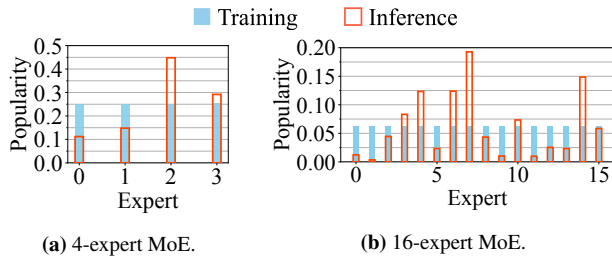 Training Inference
Popularity
0.5
0.4
0.3
0.2
0.1
0.0
0 1 2 3
Expert
(a) 4-expert MoE.
Popularity
0.20
0.15
0.10
0.05
0.00
0 5 10 15
Expert
(b) 16-expert MoE.